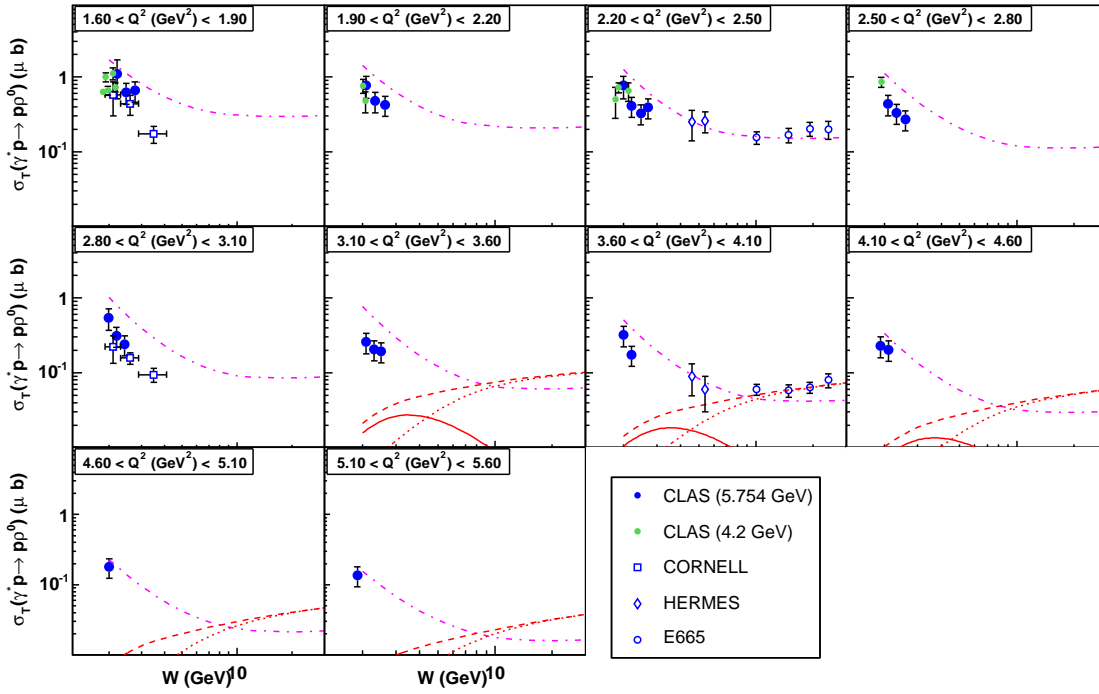 1.60 < Q² (GeV²) < 1.90
1.90 < Q² (GeV²) < 2.20
2.20 < Q² (GeV²) < 2.50
2.50 < Q² (GeV²) < 2.80
σ_T(γ* p→ pρ⁰) (μ b)
1
10⁻¹
2.80 < Q² (GeV²) < 3.10
3.10 < Q² (GeV²) < 3.60
3.60 < Q² (GeV²) < 4.10
4.10 < Q² (GeV²) < 4.60
σ_T(γ* p→ pρ⁰) (μ b)
1
10⁻¹
4.60 < Q² (GeV²) < 5.10
5.10 < Q² (GeV²) < 5.60
σ_T(γ* p→ pρ⁰) (μ b)
1
10⁻¹
CLAS (5.754 GeV)
CLAS (4.2 GeV)
CORNELL
HERMES
E665
W (GeV) 10
W (GeV) 10